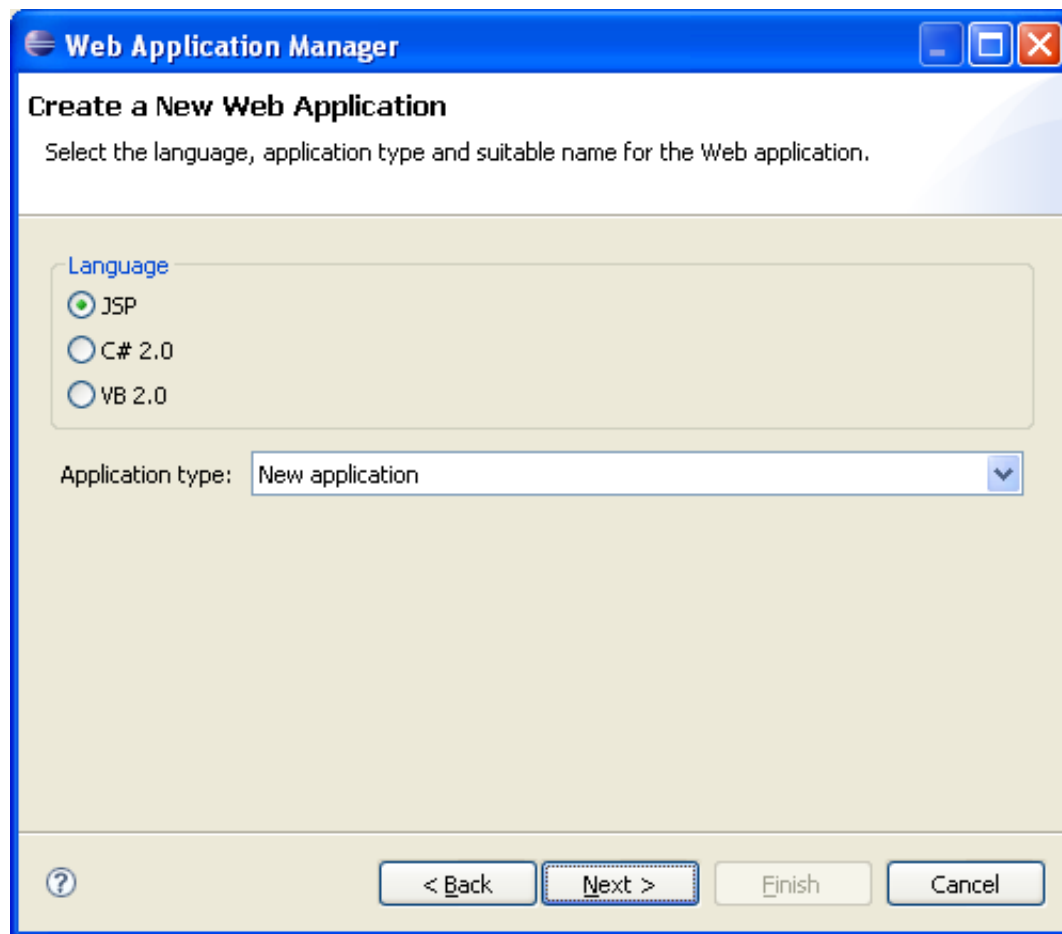 Web Application Manager
Create a New Web Application
Select the language, application type and suitable name for the Web application.
Language
JSP
C# 2.0
VB 2.0
Application type: New application
? < Back Next > Finish Cancel